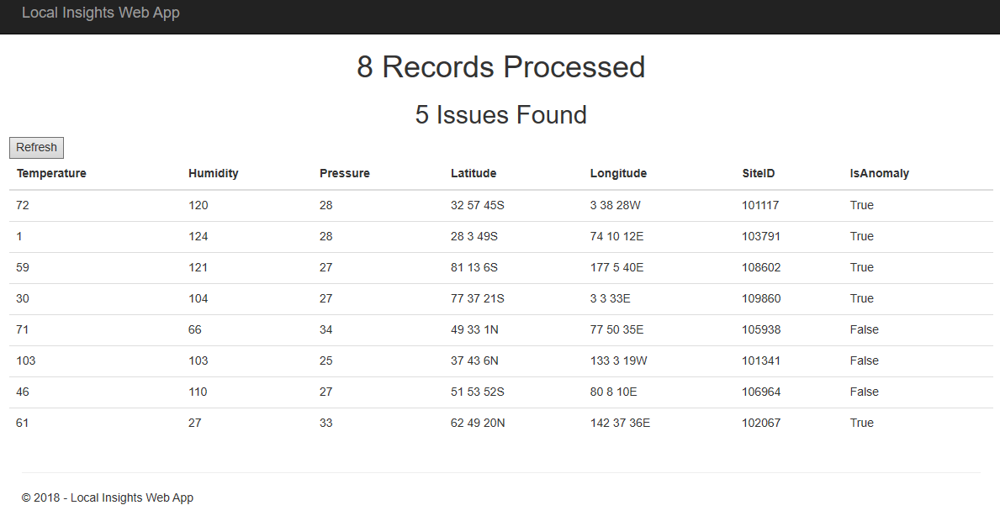 Local Insights Web App
8 Records Processed
5 Issues Found
Refresh
Temperature Humidity Pressure Latitude Longitude SiteID IsAnomaly
72 120 28 32 57 45S 3 38 28W 101117 True
1 124 28 28 3 49S 74 10 12E 103791 True
59 121 27 81 13 6S 177 5 40E 108602 True
30 104 27 77 37 21S 3 3 33E 109860 True
71 66 34 49 33 1N 77 50 35E 105938 False
103 103 25 37 43 6N 133 3 19W 101341 False
46 110 27 51 53 52S 80 8 10E 106964 False
61 27 33 62 49 20N 142 37 36E 102067 True
© 2018 - Local Insights Web App